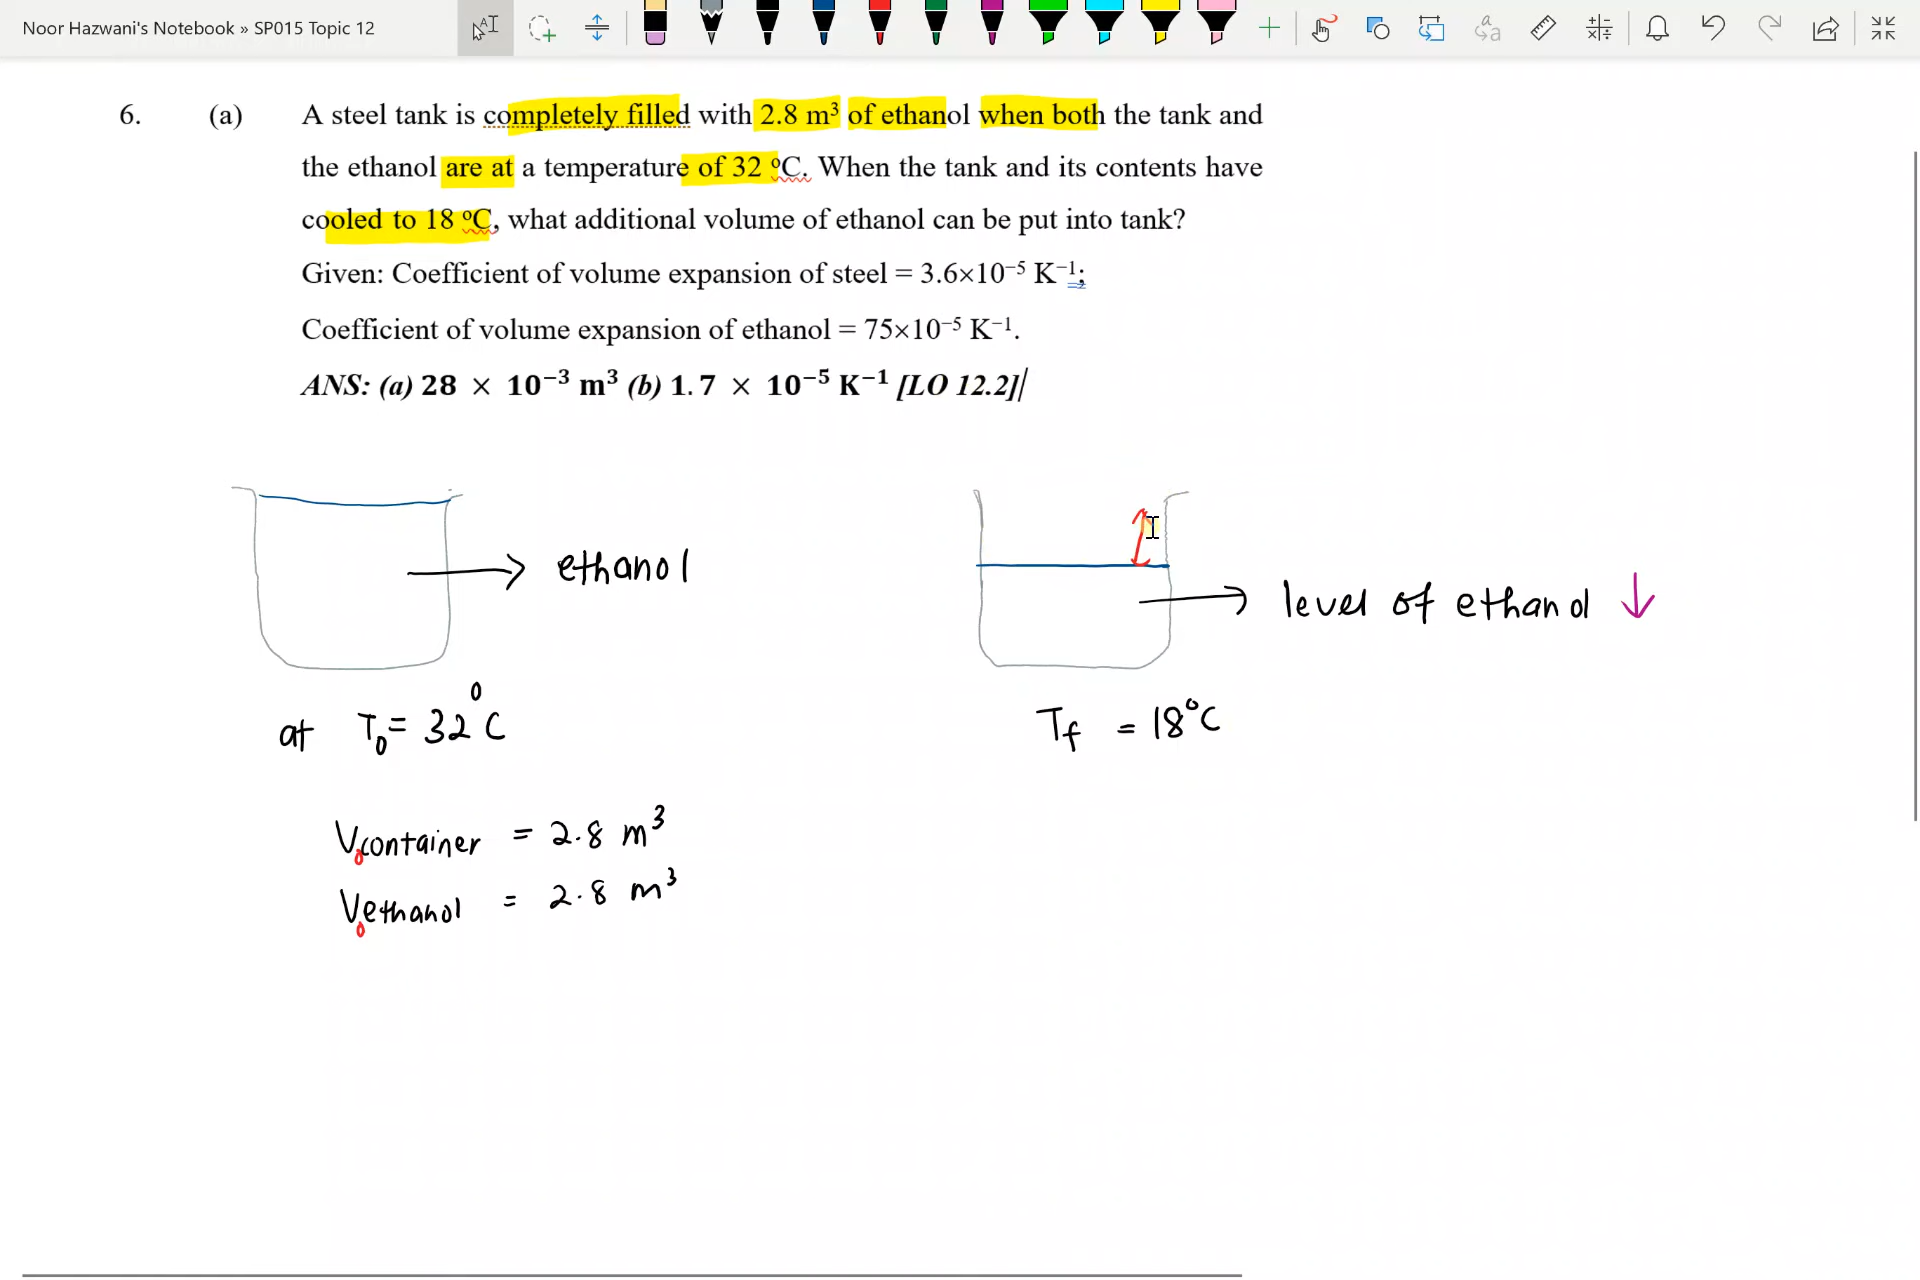 Noor Hazwani's Notebook » SP015 Topic 12
6. (a) A steel tank is completely filled with 2.8 m³ of ethanol when both the tank and
the ethanol are at a temperature of 32 ºC. When the tank and its contents have
cooled to 18 ºC, what additional volume of ethanol can be put into tank?
Given: Coefficient of volume expansion of steel = 3.6×10⁻⁵ K⁻¹;
Coefficient of volume expansion of ethanol = 75×10⁻⁵ K⁻¹.
ANS: (a) 28 × 10⁻³ m³ (b) 1.7 × 10⁻⁵ K⁻¹ [LO 12.2]
ethanol
level of ethanol ↓
at T₀ = 32°C
T_f = 18°C
V₀container = 2.8 m³
V₀ethanol = 2.8 m³